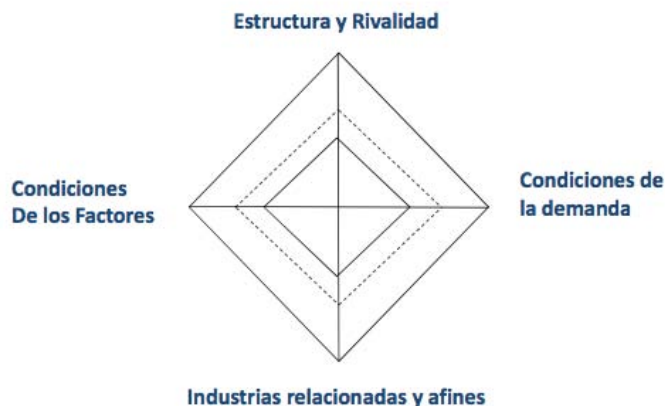 Estructura y Rivalidad
Condiciones
De los Factores
Condiciones de
la demanda
Industrias relacionadas y afines